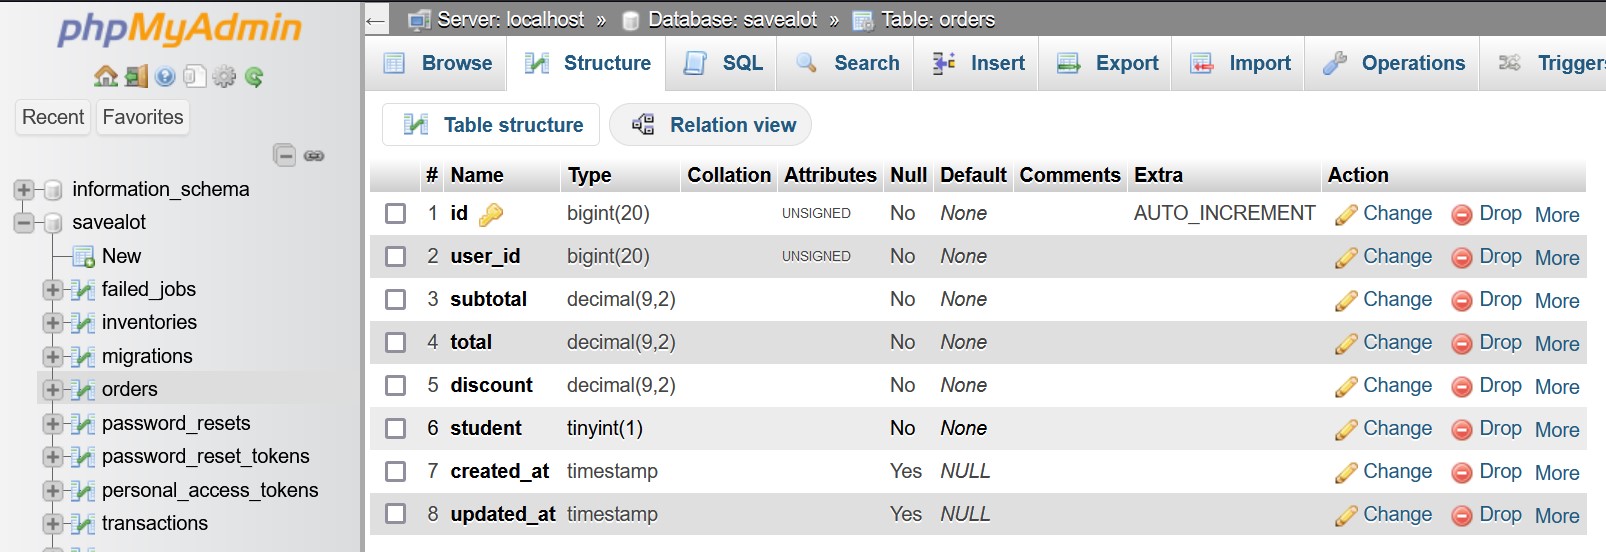 phpMyAdmin
Recent Favorites
information_schema
savealot
New
failed_jobs
inventories
migrations
orders
password_resets
password_reset_tokens
personal_access_tokens
transactions
Server: localhost » Database: savealot » Table: orders
Browse Structure SQL Search Insert Export Import Operations Triggers
Table structure Relation view
# Name Type Collation Attributes Null Default Comments Extra Action
1 id bigint(20) UNSIGNED No None AUTO_INCREMENT Change Drop More
2 user_id bigint(20) UNSIGNED No None Change Drop More
3 subtotal decimal(9,2) No None Change Drop More
4 total decimal(9,2) No None Change Drop More
5 discount decimal(9,2) No None Change Drop More
6 student tinyint(1) No None Change Drop More
7 created_at timestamp Yes NULL Change Drop More
8 updated_at timestamp Yes NULL Change Drop More